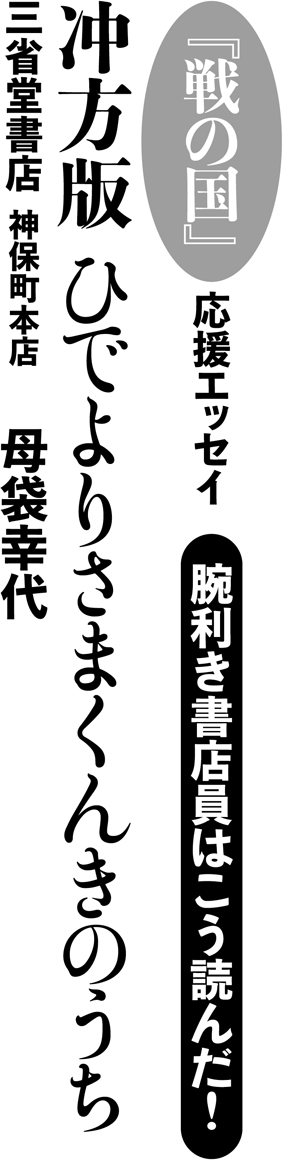 『戦の国』応援エッセイ 腕利き書店員はこう読んだ！
冲方版 ひでよりさまくんきのうち
三省堂書店 神保町本店 母袋幸代